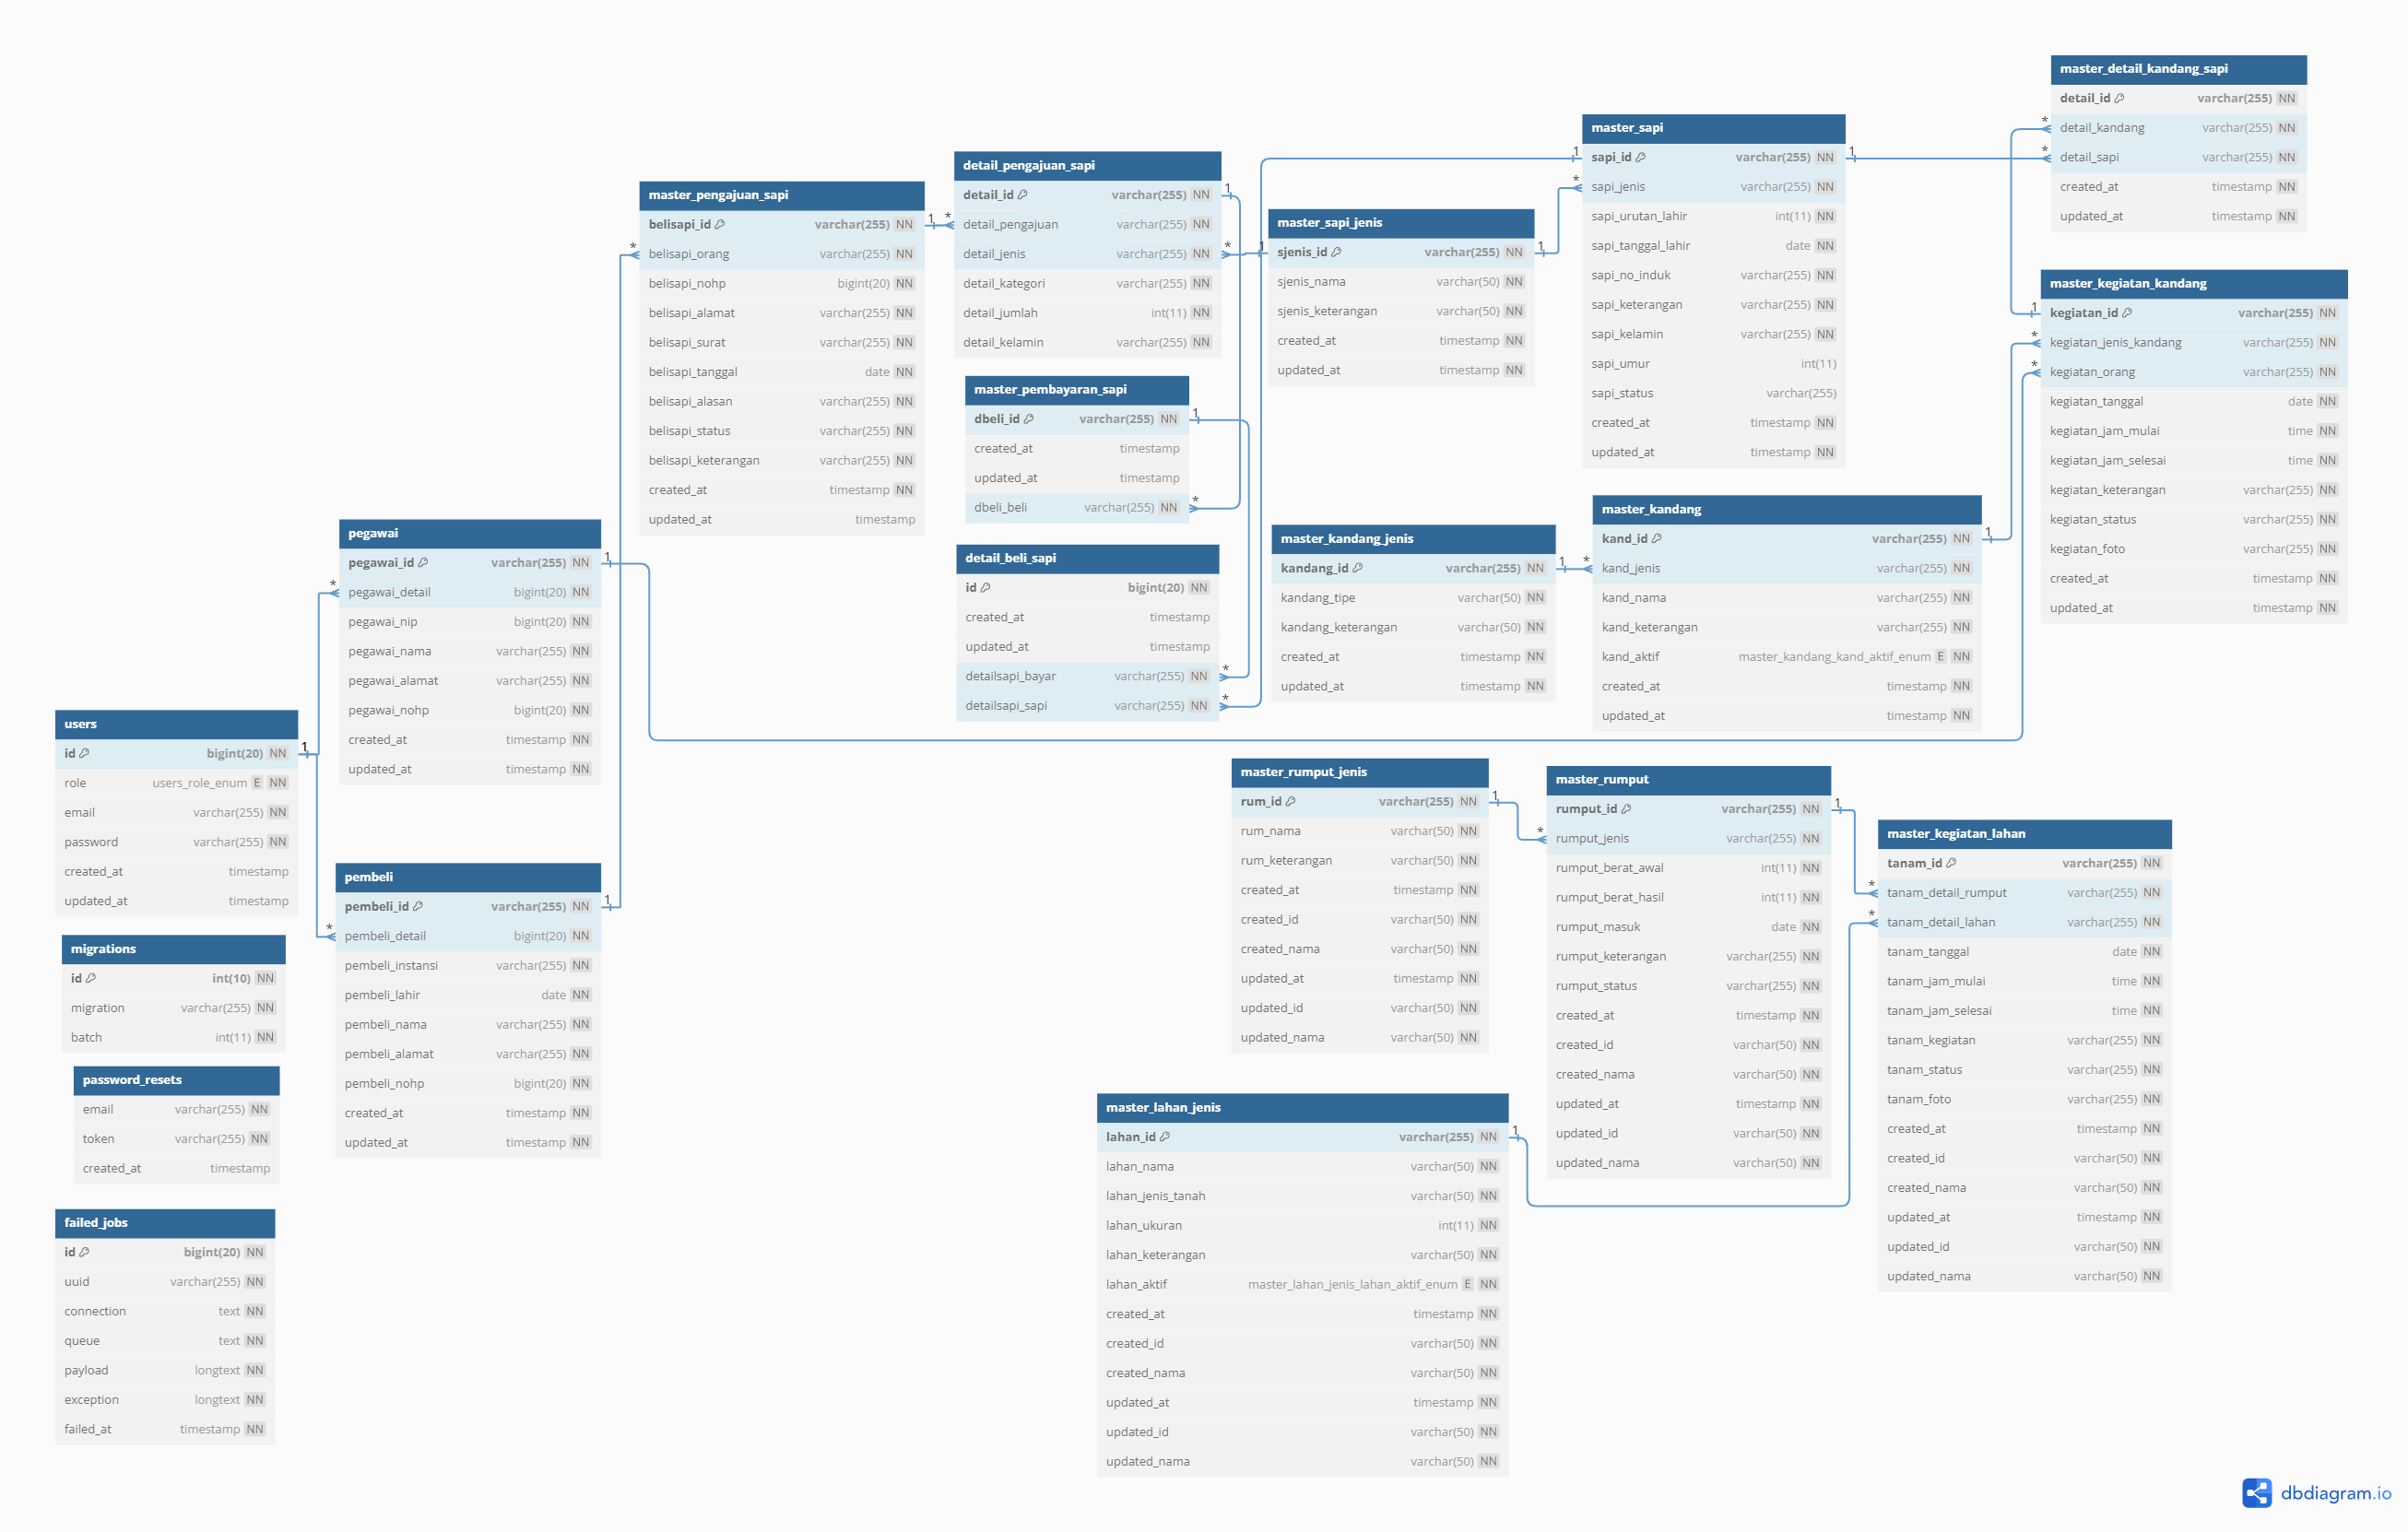 master_detail_kandang_sapi
detail_id varchar(255) NN
detail_kandang varchar(255) NN
detail_sapi varchar(255) NN
created_at timestamp NN
updated_at timestamp NN
master_sapi
sapi_id varchar(255) NN
sapi_jenis varchar(255) NN
sapi_urutan_lahir int(11) NN
sapi_tanggal_lahir date NN
sapi_no_induk varchar(255) NN
sapi_keterangan varchar(255) NN
sapi_kelamin varchar(255) NN
sapi_umur int(11)
sapi_status varchar(255)
created_at timestamp NN
updated_at timestamp NN
detail_pengajuan_sapi
detail_id varchar(255) NN
detail_pengajuan varchar(255) NN
detail_jenis varchar(255) NN
detail_kategori varchar(255) NN
detail_jumlah int(11) NN
detail_kelamin varchar(255) NN
master_pengajuan_sapi
belisapi_id varchar(255) NN
belisapi_orang varchar(255) NN
belisapi_nohp bigint(20) NN
belisapi_alamat varchar(255) NN
belisapi_surat varchar(255) NN
belisapi_tanggal date NN
belisapi_alasan varchar(255) NN
belisapi_status varchar(255) NN
belisapi_keterangan varchar(255) NN
created_at timestamp NN
updated_at timestamp
master_sapi_jenis
sjenis_id varchar(255) NN
sjenis_nama varchar(50) NN
sjenis_keterangan varchar(50) NN
created_at timestamp NN
updated_at timestamp NN
master_kegiatan_kandang
kegiatan_id varchar(255) NN
kegiatan_jenis_kandang varchar(255) NN
kegiatan_orang varchar(255) NN
kegiatan_tanggal date NN
kegiatan_jam_mulai time NN
kegiatan_jam_selesai time NN
kegiatan_keterangan varchar(255) NN
kegiatan_status varchar(255) NN
kegiatan_foto varchar(255) NN
created_at timestamp NN
updated_at timestamp NN
master_pembayaran_sapi
dbeli_id varchar(255) NN
created_at timestamp
updated_at timestamp
dbeli_beli varchar(255) NN
master_kandang
kand_id varchar(255) NN
kand_jenis varchar(255) NN
kand_nama varchar(255) NN
kand_keterangan varchar(255) NN
kand_aktif master_kandang_kand_aktif_enum E NN
created_at timestamp NN
updated_at timestamp NN
pegawai
pegawai_id varchar(255) NN
pegawai_detail bigint(20) NN
pegawai_nip bigint(20) NN
pegawai_nama varchar(255) NN
pegawai_alamat varchar(255) NN
pegawai_nohp bigint(20) NN
created_at timestamp NN
updated_at timestamp NN
master_kandang_jenis
kandang_id varchar(255) NN
kandang_tipe varchar(50) NN
kandang_keterangan varchar(50) NN
created_at timestamp NN
updated_at timestamp NN
detail_beli_sapi
id bigint(20) NN
created_at timestamp
updated_at timestamp
detailsapi_bayar varchar(255) NN
detailsapi_sapi varchar(255) NN
users
id bigint(20) NN
role users_role_enum E NN
email varchar(255) NN
password varchar(255) NN
created_at timestamp
updated_at timestamp
master_rumput_jenis
rum_id varchar(255) NN
rum_nama varchar(50) NN
rum_keterangan varchar(50) NN
created_at timestamp NN
created_id varchar(50) NN
created_nama varchar(50) NN
updated_at timestamp NN
updated_id varchar(50) NN
updated_nama varchar(50) NN
master_rumput
rumput_id varchar(255) NN
rumput_jenis varchar(255) NN
rumput_berat_awal int(11) NN
rumput_berat_hasil int(11) NN
rumput_masuk date NN
rumput_keterangan varchar(255) NN
rumput_status varchar(255) NN
created_at timestamp NN
created_id varchar(50) NN
created_nama varchar(50) NN
updated_at timestamp NN
updated_id varchar(50) NN
updated_nama varchar(50) NN
master_kegiatan_lahan
tanam_id varchar(255) NN
tanam_detail_rumput varchar(255) NN
tanam_detail_lahan varchar(255) NN
tanam_tanggal date NN
tanam_jam_mulai time NN
tanam_jam_selesai time NN
tanam_kegiatan varchar(255) NN
tanam_status varchar(255) NN
tanam_foto varchar(255) NN
created_at timestamp NN
created_id varchar(50) NN
created_nama varchar(50) NN
updated_at timestamp NN
updated_id varchar(50) NN
updated_nama varchar(50) NN
pembeli
pembeli_id varchar(255) NN
pembeli_detail bigint(20) NN
pembeli_instansi varchar(255) NN
pembeli_lahir date NN
pembeli_nama varchar(255) NN
pembeli_alamat varchar(255) NN
pembeli_nohp bigint(20) NN
created_at timestamp NN
updated_at timestamp NN
migrations
id int(10) NN
migration varchar(255) NN
batch int(11) NN
password_resets
email varchar(255) NN
token varchar(255) NN
created_at timestamp
master_lahan_jenis
lahan_id varchar(255) NN
lahan_nama varchar(50) NN
lahan_jenis_tanah varchar(50) NN
lahan_ukuran int(11) NN
lahan_keterangan varchar(50) NN
lahan_aktif master_lahan_jenis_lahan_aktif_enum E NN
created_at timestamp NN
created_id varchar(50) NN
created_nama varchar(50) NN
updated_at timestamp NN
updated_id varchar(50) NN
updated_nama varchar(50) NN
failed_jobs
id bigint(20) NN
uuid varchar(255) NN
connection text NN
queue text NN
payload longtext NN
exception longtext NN
failed_at timestamp NN
dbdiagram.io